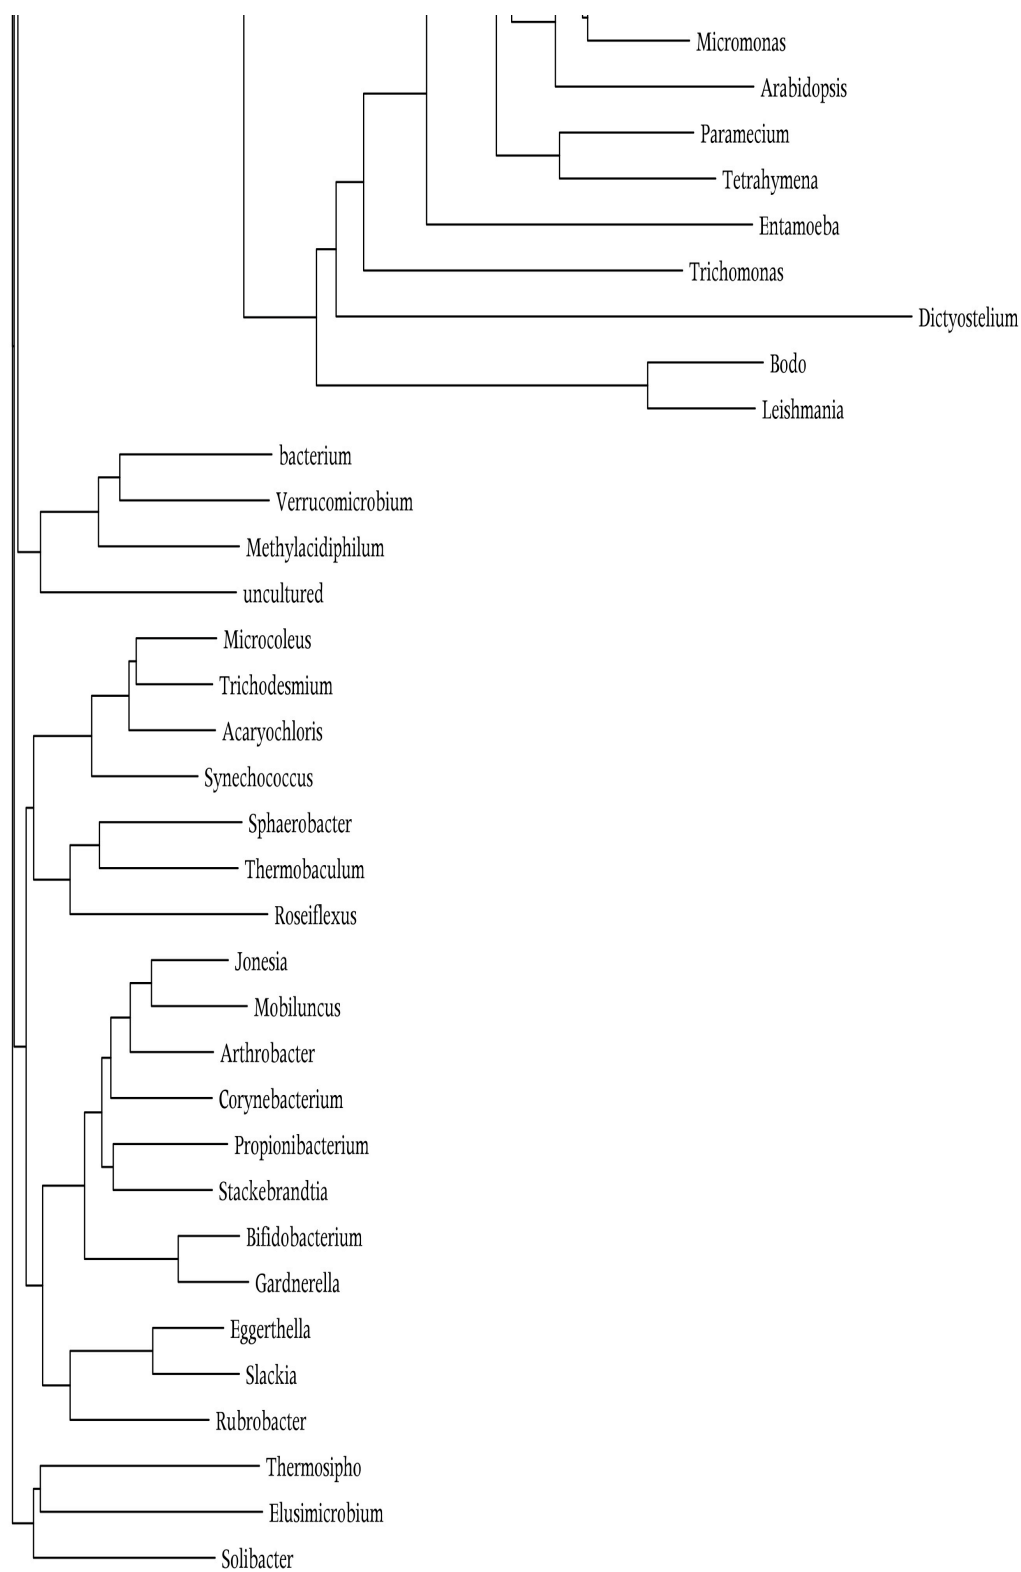 Micromonas
Arabidopsis
Paramecium
Tetrahymena
Entamoeba
Trichomonas
Dictyostelium
Bodo
Leishmania
bacterium
Verrucomicrobium
Methylacidiphilum
uncultured
Microcoleus
Trichodesmium
Acaryochloris
Synechococcus
Sphaerobacter
Thermobaculum
Roseiflexus
Jonesia
Mobiluncus
Arthrobacter
Corynebacterium
Propionibacterium
Stackebrandtia
Bifidobacterium
Gardnerella
Eggerthella
Slackia
Rubrobacter
Thermosipho
Elusimicrobium
Solibacter